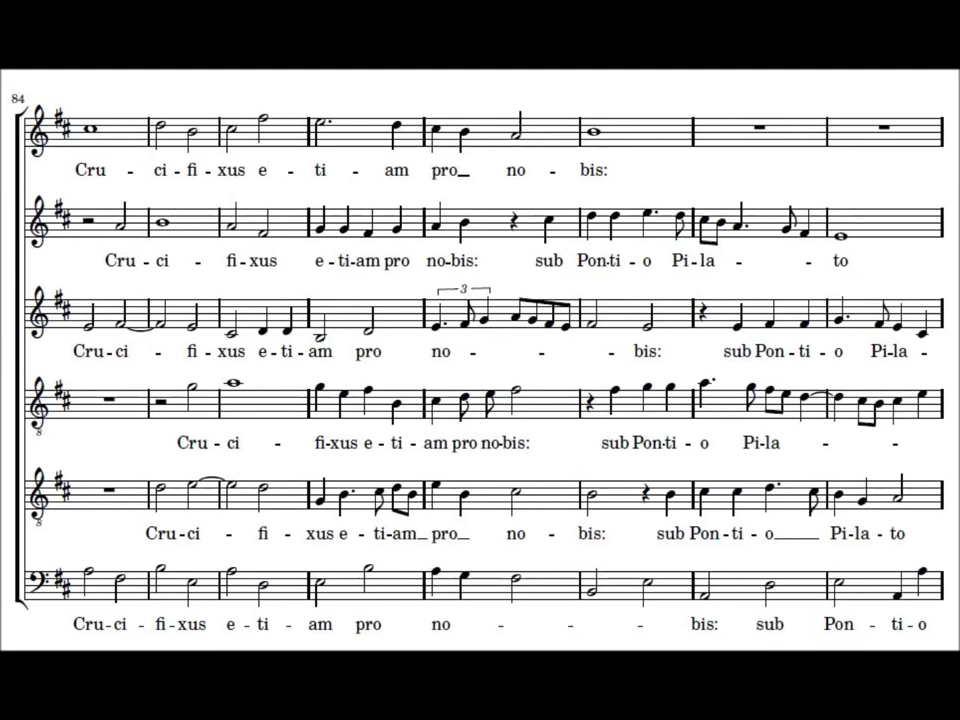 84
Cru - ci - fi - xus e - ti - am pro_ no - bis:
Cru - ci - fi - xus e - ti - am pro no - bis: sub Pon - ti - o Pi - la - - to
3
Cru - ci - fi - xus e - ti - am pro no - - - bis: sub Pon - ti - o Pi - la -
Cru - ci - fi - xus e - ti - am pro no - bis: sub Pon - ti - o Pi - la - - -
8
Cru - ci - fi - xus e - ti - am_ pro_ no - bis: sub Pon - ti - o_ Pi - la - to
8
Cru - ci - fi - xus e - ti - am pro no - - - bis: sub Pon - ti - o